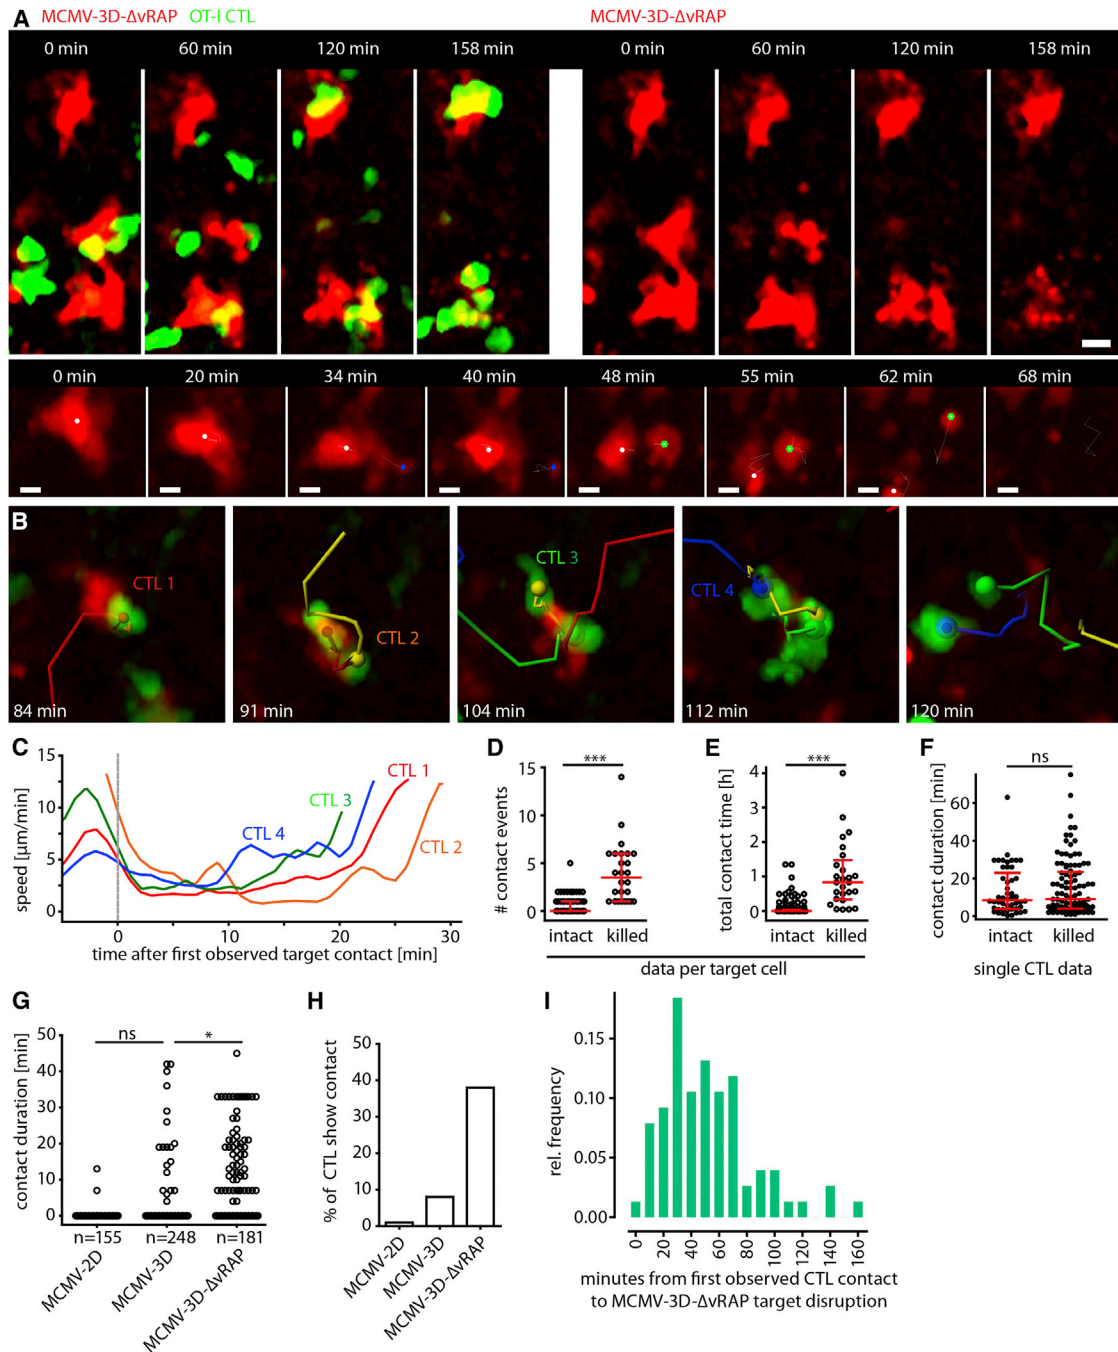 A MCMV-3D-ΔvRAP OT-I CTL MCMV-3D-ΔvRAP
0 min 60 min 120 min 158 min 0 min 60 min 120 min 158 min
0 min 20 min 34 min 40 min 48 min 55 min 62 min 68 min
B
CTL 1 CTL 2 CTL 3 CTL 4
84 min 91 min 104 min 112 min 120 min
C
speed [µm/min]
15
10
5
0
CTL 1
CTL 3
CTL 4
CTL 2
0 10 20 30
time after first observed target contact [min]
D
# contact events
***
15
10
5
0
intact killed
E
total contact time [h]
***
4
3
2
1
0
intact killed
data per target cell
F
contact duration [min]
ns
60
40
20
0
intact killed
single CTL data
G
contact duration [min]
ns *
50
40
30
20
10
0
n=155 n=248 n=181
MCMV-2D
MCMV-3D
MCMV-3D-ΔvRAP
H
% of CTL show contact
50
40
30
20
10
0
MCMV-2D
MCMV-3D
MCMV-3D-ΔvRAP
I
rel. frequency
0.15
0.10
0.05
0.00
0 20 40 60 80 100 120 140 160
minutes from first observed CTL contact
to MCMV-3D-ΔvRAP target disruption